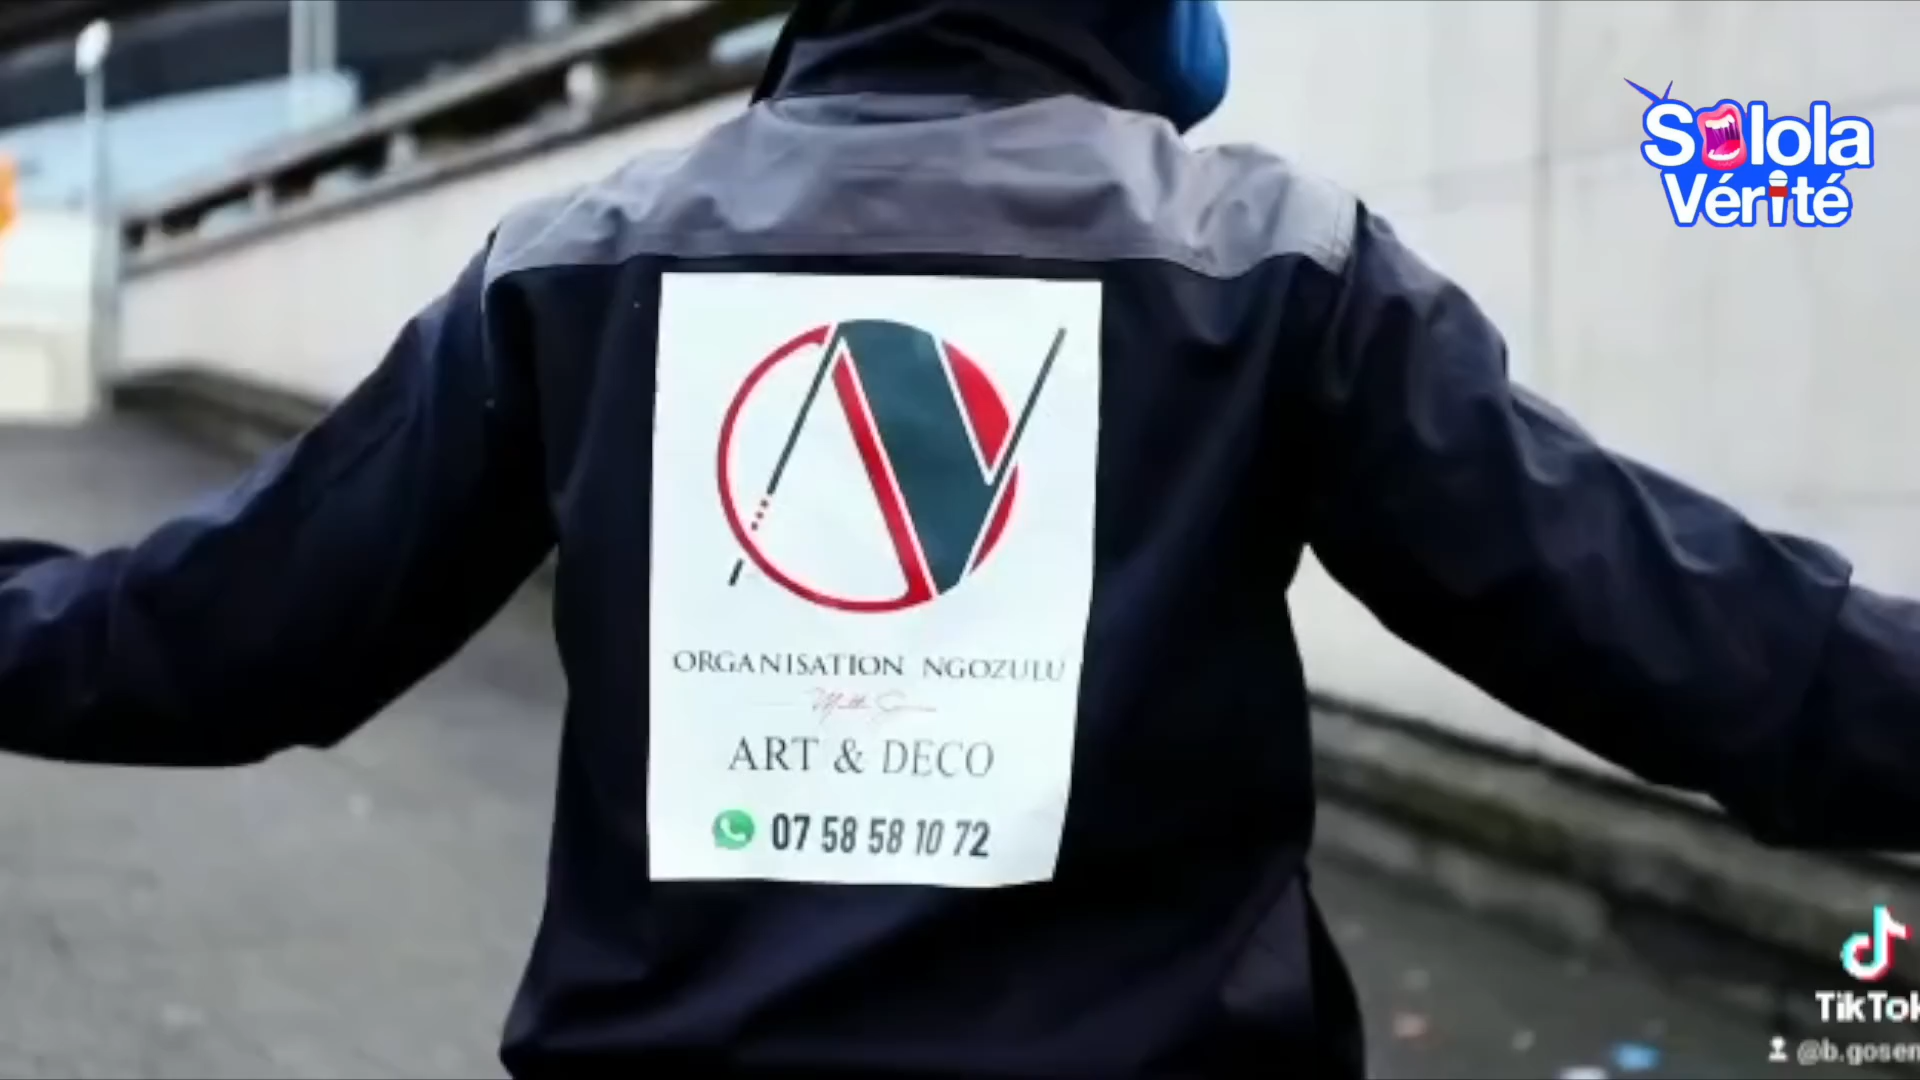 Solola
Vérité
ORGANISATION NGOZULU
ART & DECO
07 58 58 10 72
TikTok
@b.gosen